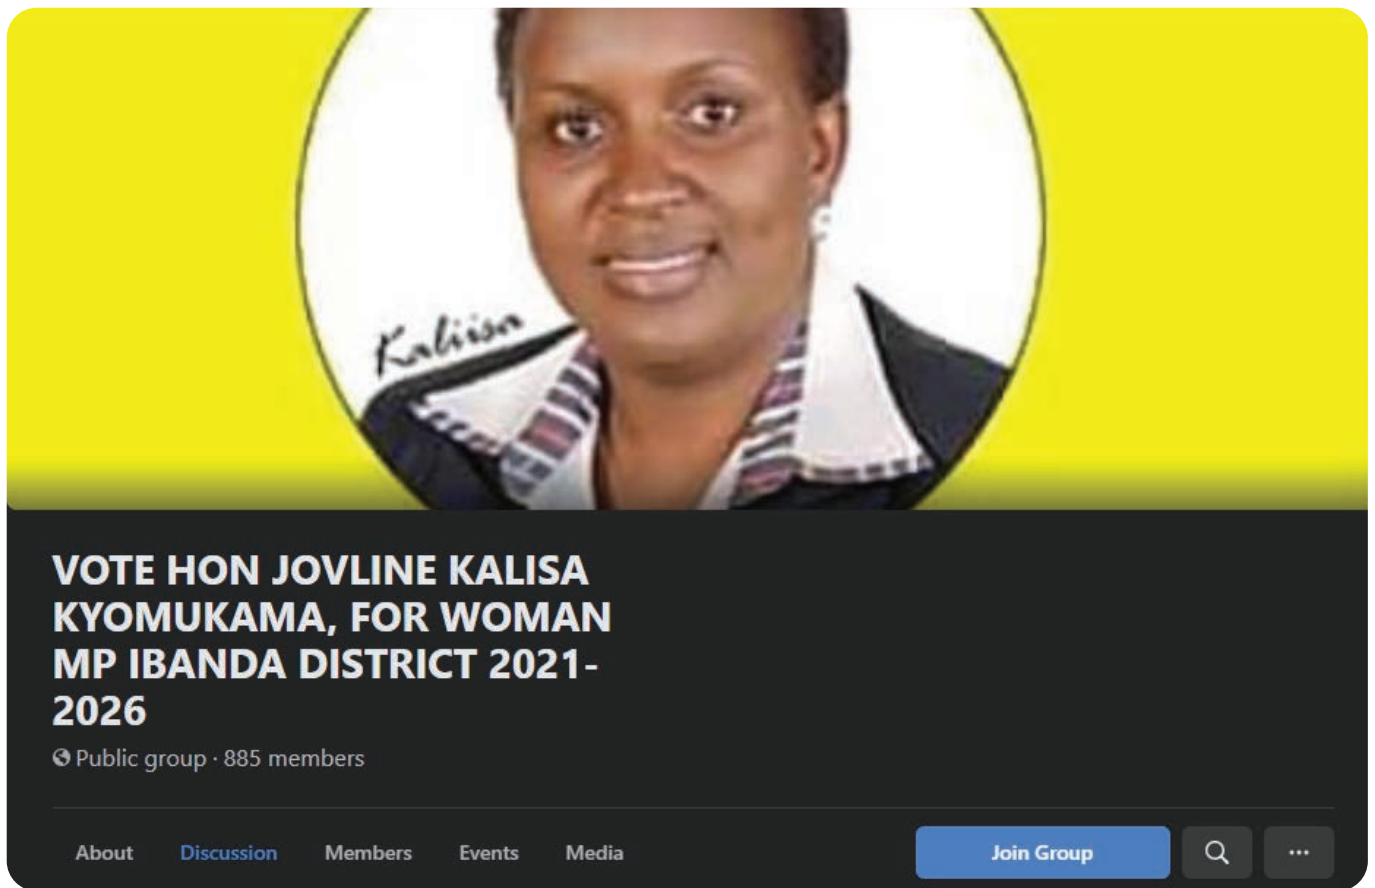 Kaliisa
VOTE HON JOVLINE KALISA
KYOMUKAMA, FOR WOMAN
MP IBANDA DISTRICT 2021-
2026
Public group · 885 members
About Discussion Members Events Media Join Group